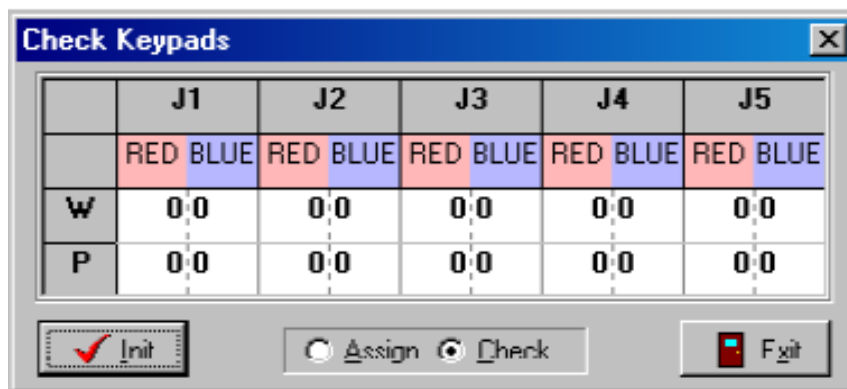 Check Keypads
J1 J2 J3 J4 J5
RED BLUE RED BLUE RED BLUE RED BLUE RED BLUE
W 0 0 0 0 0 0 0 0 0 0
P 0 0 0 0 0 0 0 0 0 0
Init Assign Check Exit